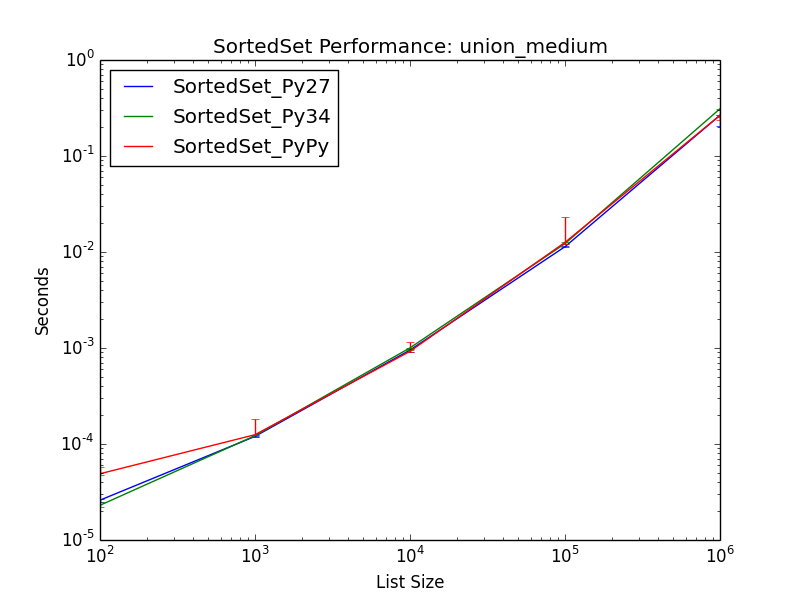 SortedSet Performance: union_medium
10^0
SortedSet_Py27
SortedSet_Py34
SortedSet_PyPy
10^-1
10^-2
Seconds
10^-3
10^-4
10^-5
10^2 10^3 10^4 10^5 10^6
List Size